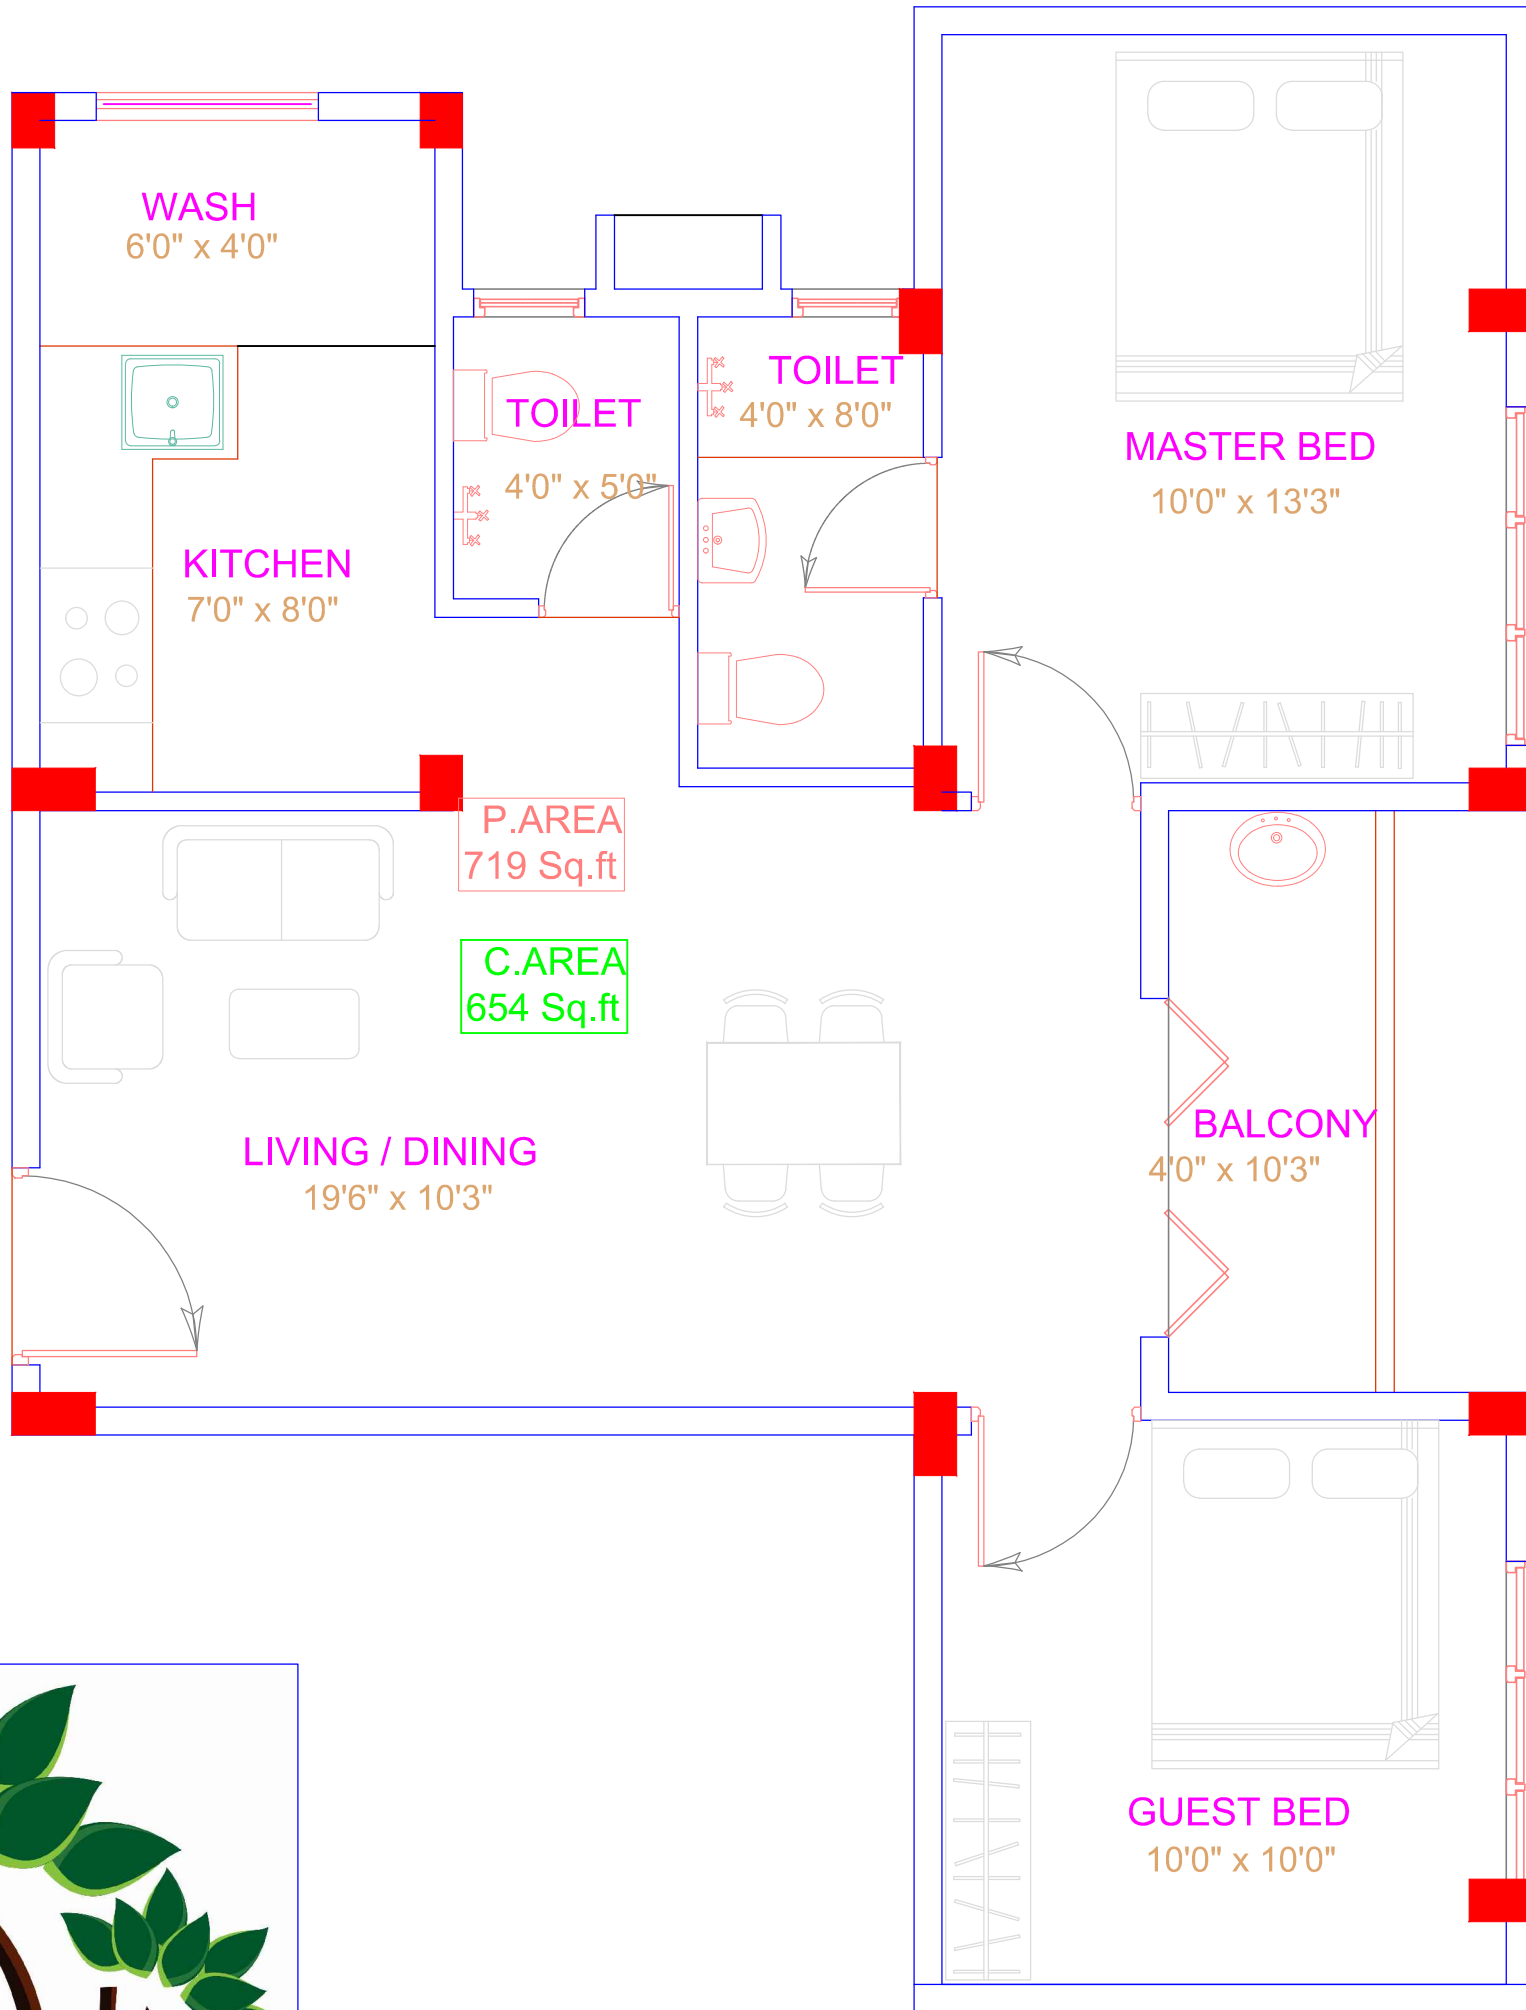 WASH
6'0" x 4'0"
TOILET
4'0" x 8'0"
TOILET
4'0" x 5'0"
MASTER BED
10'0" x 13'3"
KITCHEN
7'0" x 8'0"
P.AREA
719 Sq.ft
C.AREA
654 Sq.ft
LIVING / DINING
19'6" x 10'3"
BALCONY
4'0" x 10'3"
GUEST BED
10'0" x 10'0"